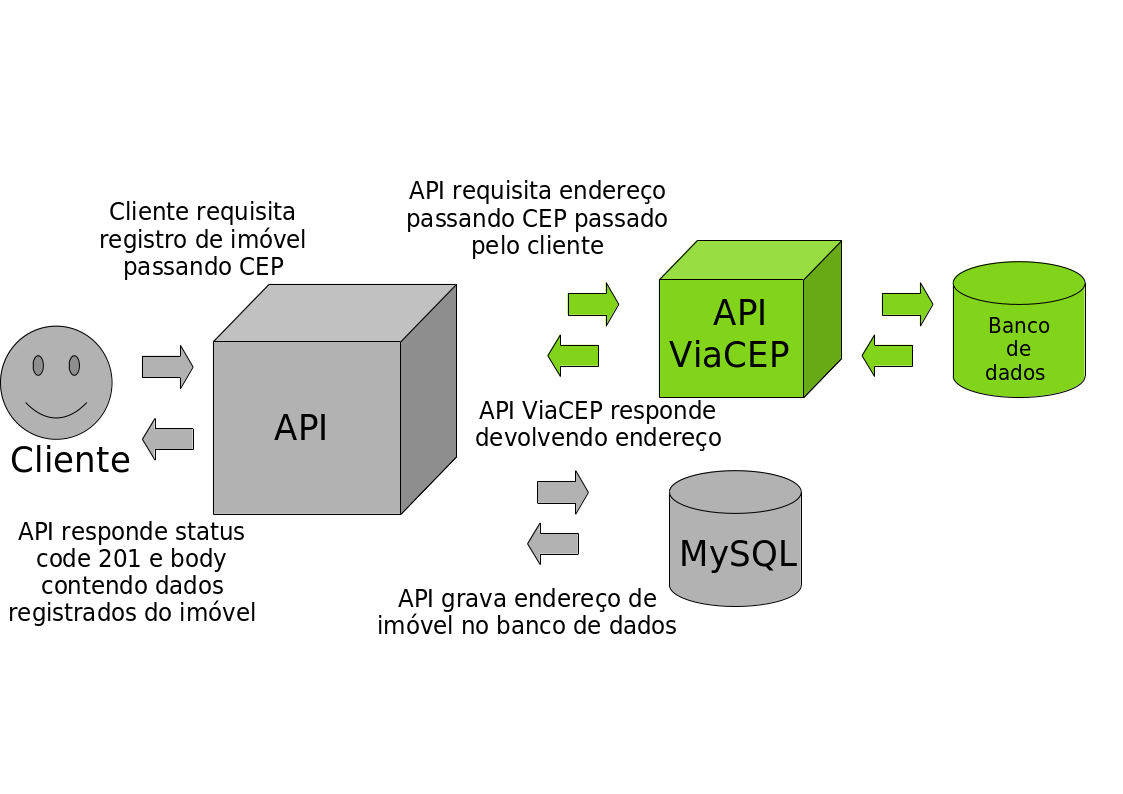 Cliente requisita
registro de imóvel
passando CEP
API requisita endereço
passando CEP passado
pelo cliente
API
ViaCEP
Banco
de
dados
API
Cliente
API ViaCEP responde
devolvendo endereço
MySQL
API responde status
code 201 e body
contendo dados
registrados do imóvel
API grava endereço de
imóvel no banco de dados